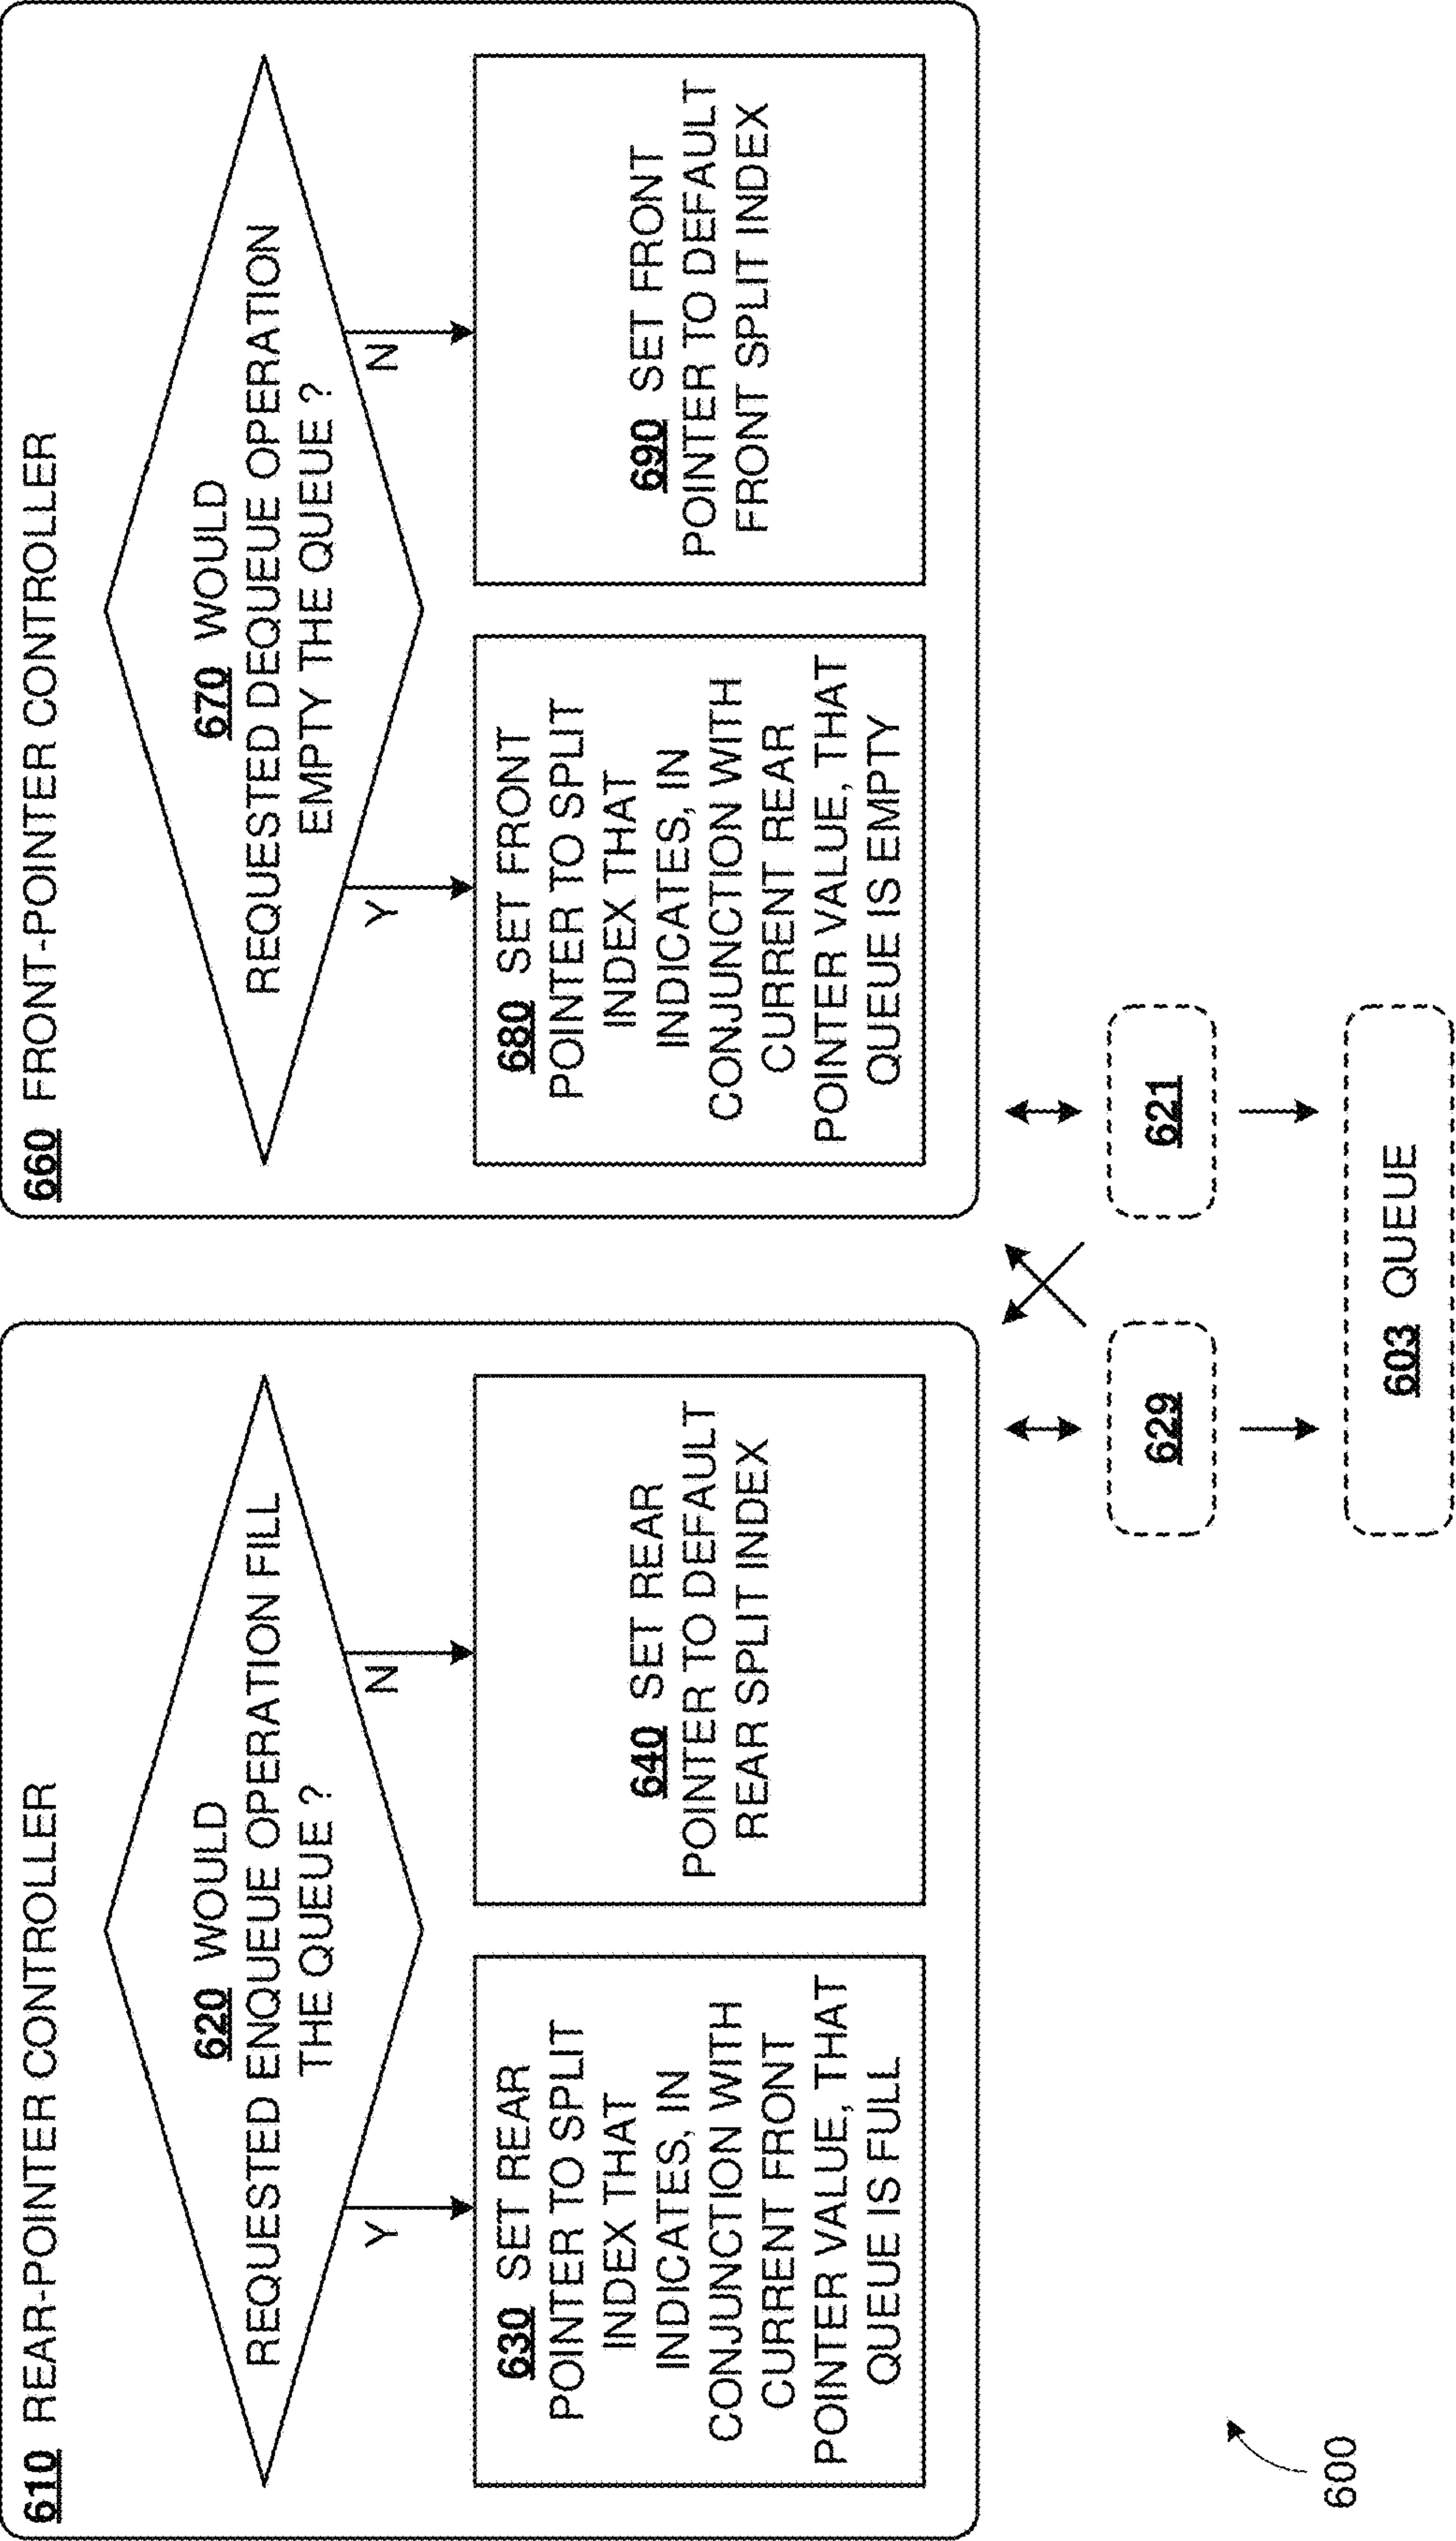 610 REAR-POINTER CONTROLLER
620 WOULD
REQUESTED ENQUEUE OPERATION FILL
THE QUEUE ?
Y
N
630 SET REAR
POINTER TO SPLIT
INDEX THAT
INDICATES, IN
CONJUNCTION WITH
CURRENT FRONT
POINTER VALUE, THAT
QUEUE IS FULL
640 SET REAR
POINTER TO DEFAULT
REAR SPLIT INDEX
660 FRONT-POINTER CONTROLLER
670 WOULD
REQUESTED DEQUEUE OPERATION
EMPTY THE QUEUE ?
Y
N
680 SET FRONT
POINTER TO SPLIT
INDEX THAT
INDICATES, IN
CONJUNCTION WITH
CURRENT REAR
POINTER VALUE, THAT
QUEUE IS EMPTY
690 SET FRONT
POINTER TO DEFAULT
FRONT SPLIT INDEX
629
621
603 QUEUE
600